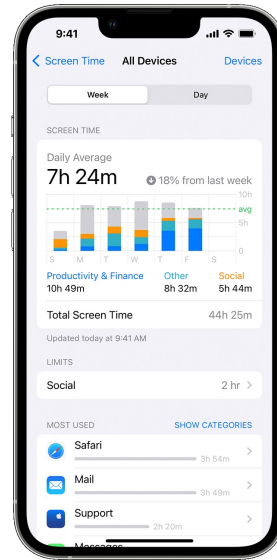 9:41
Screen Time All Devices Devices
Week Day
SCREEN TIME
Daily Average
7h 24m 18% from last week
10h
avg
5h
0
S M T W T F S
Productivity & Finance Other Social
10h 49m 8h 32m 5h 44m
Total Screen Time 44h 25m
Updated today at 9:41 AM
LIMITS
Social 2 hr
MOST USED SHOW CATEGORIES
Safari
3h 54m
Mail
3h 49m
Support
2h 20m
Messages